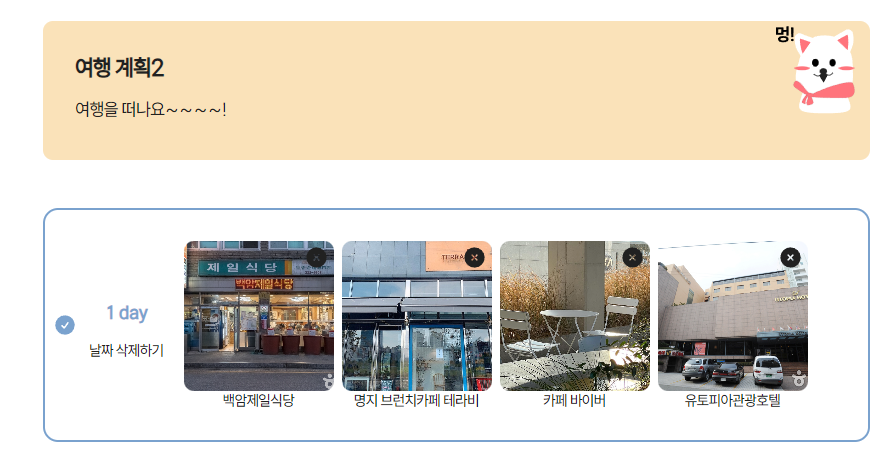 멍!
여행 계획2
여행을 떠나요~~~~!
1 day
날짜 삭제하기
제일식당
백암제일식당
TERRA
백암제일식당
명지 브런치카페 테라비
카페 바이버
유토피아관광호텔